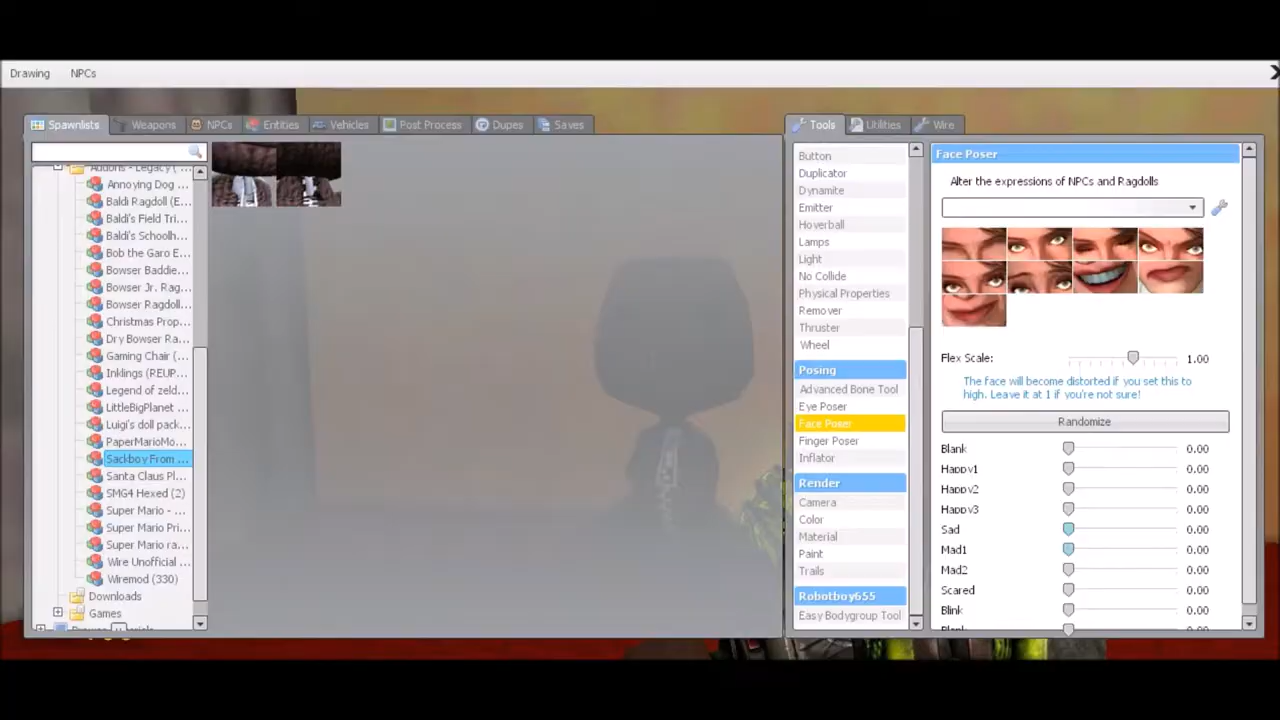 Drawing NPCs
Spawnlists Weapons NPCs Entities Vehicles Post Process Dupes Saves
Addons - Legacy (...
Annoying Dog ...
Baldi Ragdoll (E...
Baldi's Field Tri...
Baldi's Schoolh...
Bob the Garo E...
Bowser Baddie...
Bowser Jr. Rag...
Bowser Ragdoll...
Christmas Prop...
Dry Bowser Ra...
Gaming Chair (...
Inklings (REUP...
Legend of zeld...
LittleBigPlanet ...
Luigi's doll pack...
PaperMarioMo...
Sackboy From ...
Santa Claus Pl...
SMG4 Hexed (2)
Super Mario - ...
Super Mario Pri...
Super Mario ra...
Wire Unofficial ...
Wiremod (330)
Downloads
Games
Tools Utilities Wire
Button
Duplicator
Dynamite
Emitter
Hoverball
Lamps
Light
No Collide
Physical Properties
Remover
Thruster
Wheel
Posing
Advanced Bone Tool
Eye Poser
Face Poser
Finger Poser
Inflator
Render
Camera
Color
Material
Paint
Trails
Robotboy655
Easy Bodygroup Tool
Face Poser
Alter the expressions of NPCs and Ragdolls
Flex Scale: 1.00
The face will become distorted if you set this to
high. Leave it at 1 if you're not sure!
Randomize
Blank 0.00
Happy1 0.00
Happy2 0.00
Happy3 0.00
Sad 0.00
Mad1 0.00
Mad2 0.00
Scared 0.00
Blink 0.00
Blank 0.00